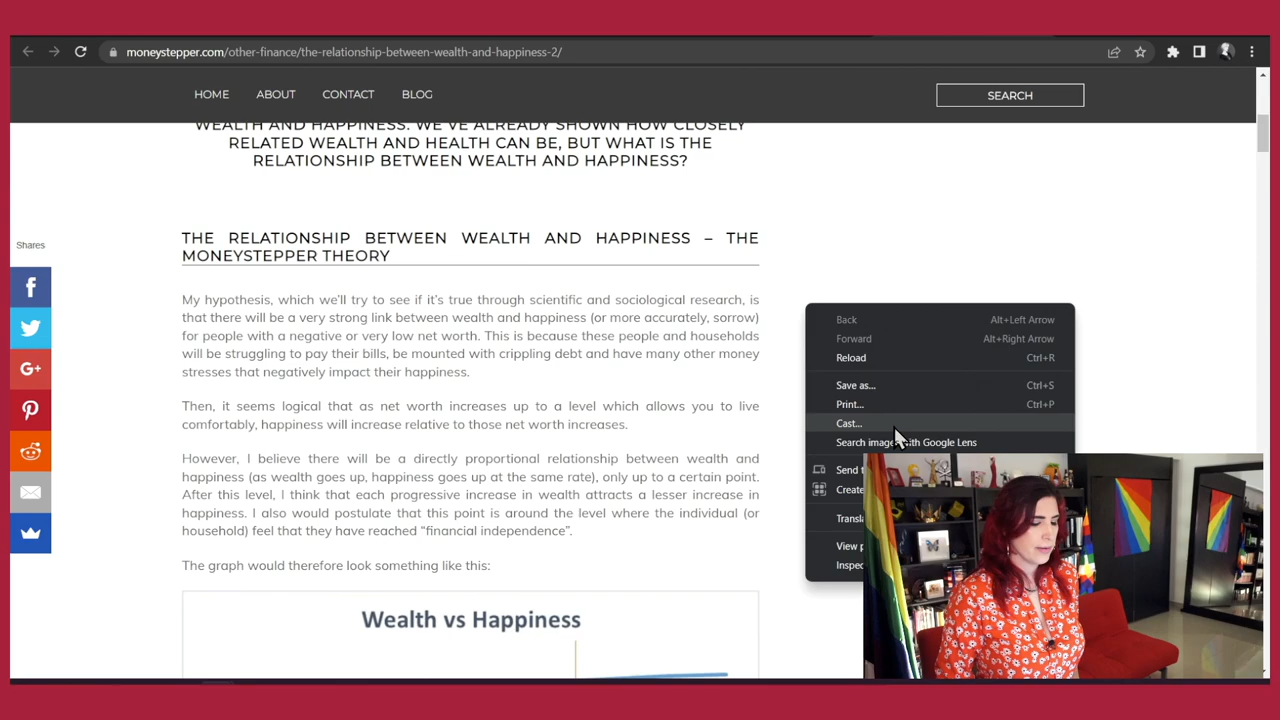 moneystepper.com/other-finance/the-relationship-between-wealth-and-happiness-2/
HOME ABOUT CONTACT BLOG SEARCH
WEALTH AND HAPPINESS. WE'VE ALREADY SHOWN HOW CLOSELY
RELATED WEALTH AND HEALTH CAN BE, BUT WHAT IS THE
RELATIONSHIP BETWEEN WEALTH AND HAPPINESS?
Shares
THE RELATIONSHIP BETWEEN WEALTH AND HAPPINESS – THE
MONEYSTEPPER THEORY
My hypothesis, which we'll try to see if it's true through scientific and sociological research, is
that there will be a very strong link between wealth and happiness (or more accurately, sorrow)
for people with a negative or very low net worth. This is because these people and households
will be struggling to pay their bills, be mounted with crippling debt and have many other money
stresses that negatively impact their happiness.
Then, it seems logical that as net worth increases up to a level which allows you to live
comfortably, happiness will increase relative to those net worth increases.
However, I believe there will be a directly proportional relationship between wealth and
happiness (as wealth goes up, happiness goes up at the same rate), only up to a certain point.
After this level, I think that each progressive increase in wealth attracts a lesser increase in
happiness. I also would postulate that this point is around the level where the individual (or
household) feel that they have reached “financial independence”.
The graph would therefore look something like this:
Wealth vs Happiness
Back Alt+Left Arrow
Forward Alt+Right Arrow
Reload Ctrl+R
Save as... Ctrl+S
Print... Ctrl+P
Cast...
Search image with Google Lens
Send
Create
View